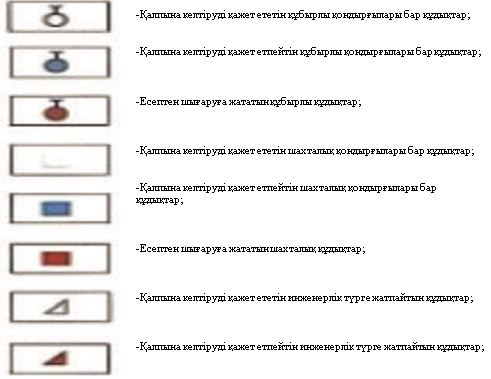 -Қалпына келтіруді қажет ететін құбырлы қондырғылары бар құдықтар;
-Қалпына келтіруді қажет етпейтін құбырлы қондырғылары бар құдықтар;
-Есептен шығаруға жататын құбырлы құдықтар;
-Қалпына келтіруді қажет ететін шахталық қондырғылары бар құдықтар;
-Қалпына келтіруді қажет етпейтін шахталық қондырғылары бар
құдықтар;
-Есептен шығаруға жататын шахталық құдықтар;
-Қалпына келтіруді қажет ететін инженерлік түрге жатпайтын құдықтар;
-Қалпына келтіруді қажет етпейтін инженерлік түрге жатпайтын құдықтар;